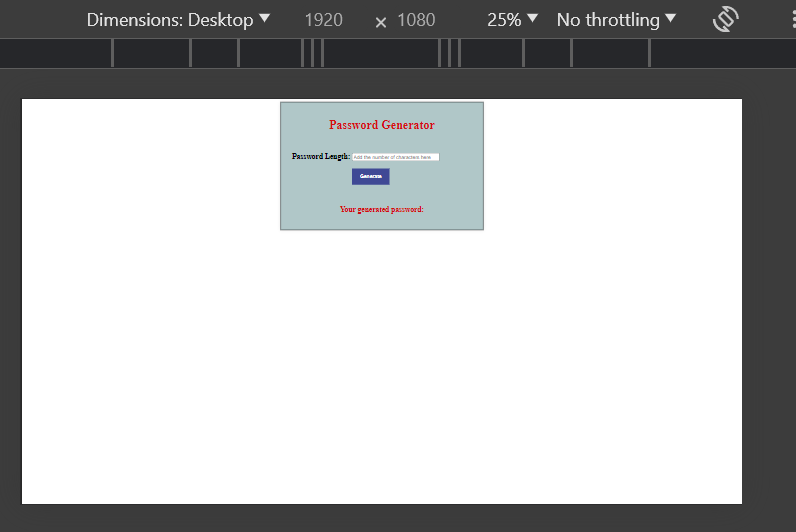 Dimensions: Desktop ▼ 1920 × 1080 25% ▼ No throttling ▼
Password Generator
Password Length: Add the number of characters here
Generate
Your generated password: